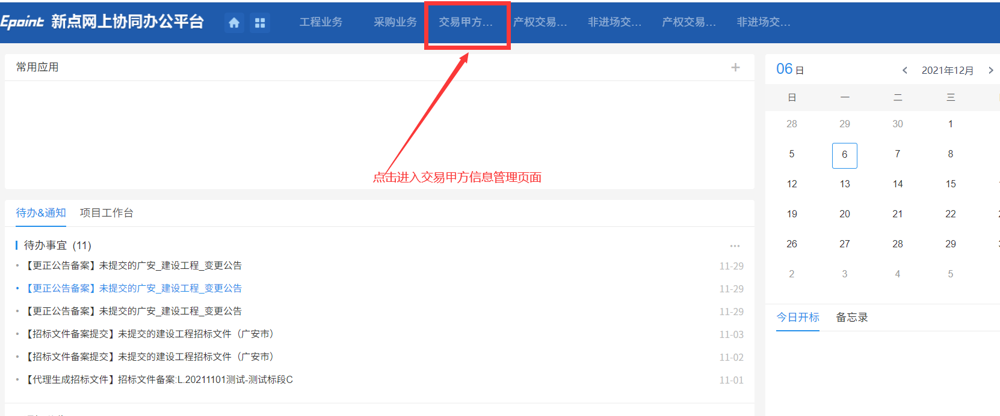 Epoint 新点网上协同办公平台
工程业务 采购业务 交易甲方... 产权交易... 非进场交... 产权交易... 非进场交...
常用应用 +
点击进入交易甲方信息管理页面
待办&通知 项目工作台
待办事宜 (11) ...
• 【更正公告备案】未提交的广安_建设工程_变更公告 11-29
• 【更正公告备案】未提交的广安_建设工程_变更公告 11-29
• 【更正公告备案】未提交的广安_建设工程_变更公告 11-29
• 【招标文件备案提交】未提交的建设工程招标文件（广安市） 11-03
• 【招标文件备案提交】未提交的建设工程招标文件（广安市） 11-02
• 【代理生成招标文件】招标文件备案:L.20211101测试-测试标段C 11-01
06 日 < 2021年12月 >
日 一 二 三
28 29 30 1
5 6 7 8
12 13 14 15
19 20 21 22
26 27 28 29
2 3 4 5
今日开标 备忘录